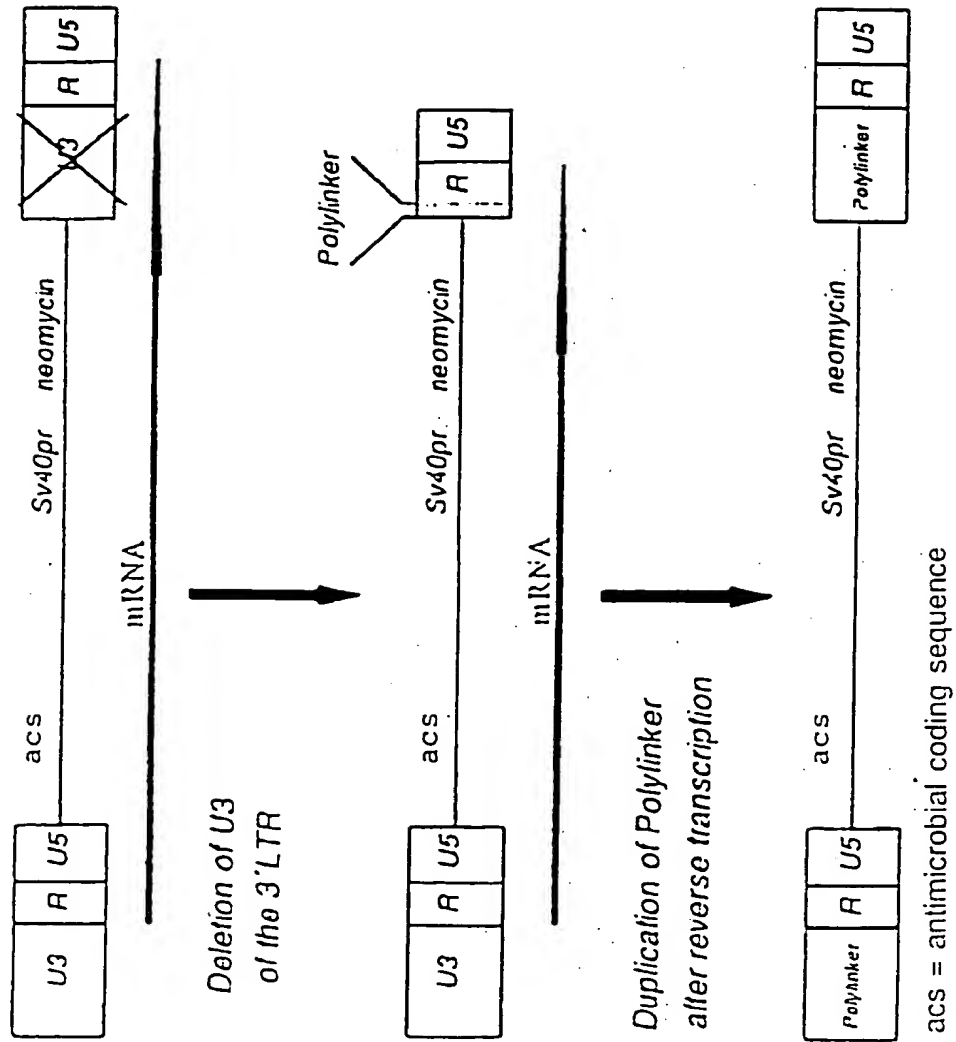 U3 R U5 acs Sv40pr neomycin U3 R U5
mRNA
Deletion of U3
of the 3'LTR
Polylinker
U3 R U5 acs Sv40pr. neomycin R U5
mRNA
Duplication of Polylinker
after reverse transcription
Polylinker R U5 acs Sv40pr neomycin Polylinker R U5
acs = antimicrobial coding sequence